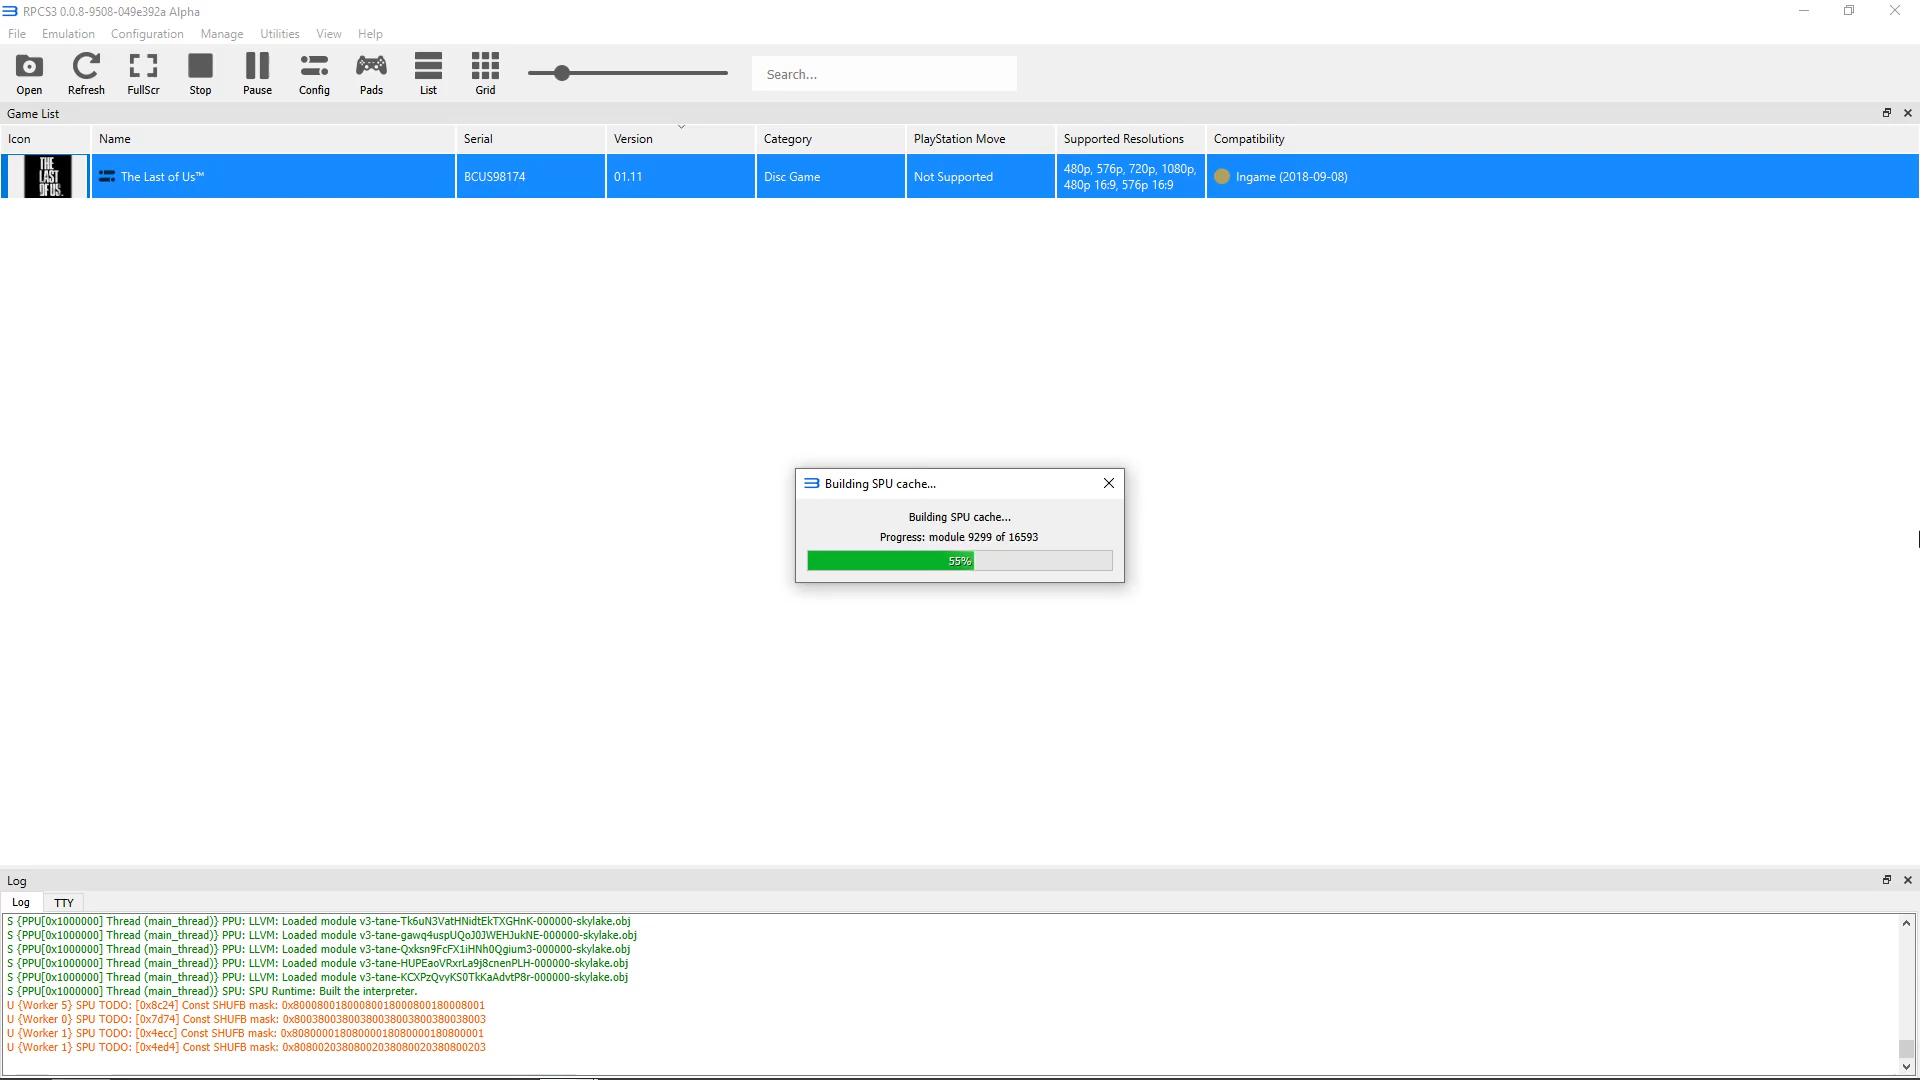 RPCS3 0.0.8-9508-049e392a Alpha
File Emulation Configuration Manage Utilities View Help
Open Refresh FullScr Stop Pause Config Pads List Grid
Search...
Game List
Icon Name Serial Version Category PlayStation Move Supported Resolutions Compatibility
THE LAST OF US.
The Last of Us™ BCUS98174 01.11 Disc Game Not Supported 480p, 576p, 720p, 1080p, Ingame (2018-09-08)
480p 16:9, 576p 16:9
Building SPU cache...
Building SPU cache...
Progress: module 9299 of 16593
55%
Log
Log TTY
S {PPU[0x1000000] Thread (main_thread)} PPU: LLVM: Loaded module v3-tane-Tk6uN3VatHNidtEkTXGHnK-000000-skylake.obj
S {PPU[0x1000000] Thread (main_thread)} PPU: LLVM: Loaded module v3-tane-gawq4uspUQoJ0JWEHJukNE-000000-skylake.obj
S {PPU[0x1000000] Thread (main_thread)} PPU: LLVM: Loaded module v3-tane-Qxksn9FcFX1iHNh0Qgium3-000000-skylake.obj
S {PPU[0x1000000] Thread (main_thread)} PPU: LLVM: Loaded module v3-tane-HUPEaoVRxrLa9j8cnenPLH-000000-skylake.obj
S {PPU[0x1000000] Thread (main_thread)} PPU: LLVM: Loaded module v3-tane-KCXPzQvyKS0TkKaAdvtP8r-000000-skylake.obj
S {PPU[0x1000000] Thread (main_thread)} SPU: SPU Runtime: Built the interpreter.
U {Worker 5} SPU TODO: [0x8c24] Const SHUFB mask: 0x80008001800080018000800180008001
U {Worker 0} SPU TODO: [0x7d74] Const SHUFB mask: 0x80038003800380038003800380038003
U {Worker 1} SPU TODO: [0x4ecc] Const SHUFB mask: 0x80800001808000018080000180800001
U {Worker 1} SPU TODO: [0x4ed4] Const SHUFB mask: 0x80800203808002038080020380800203